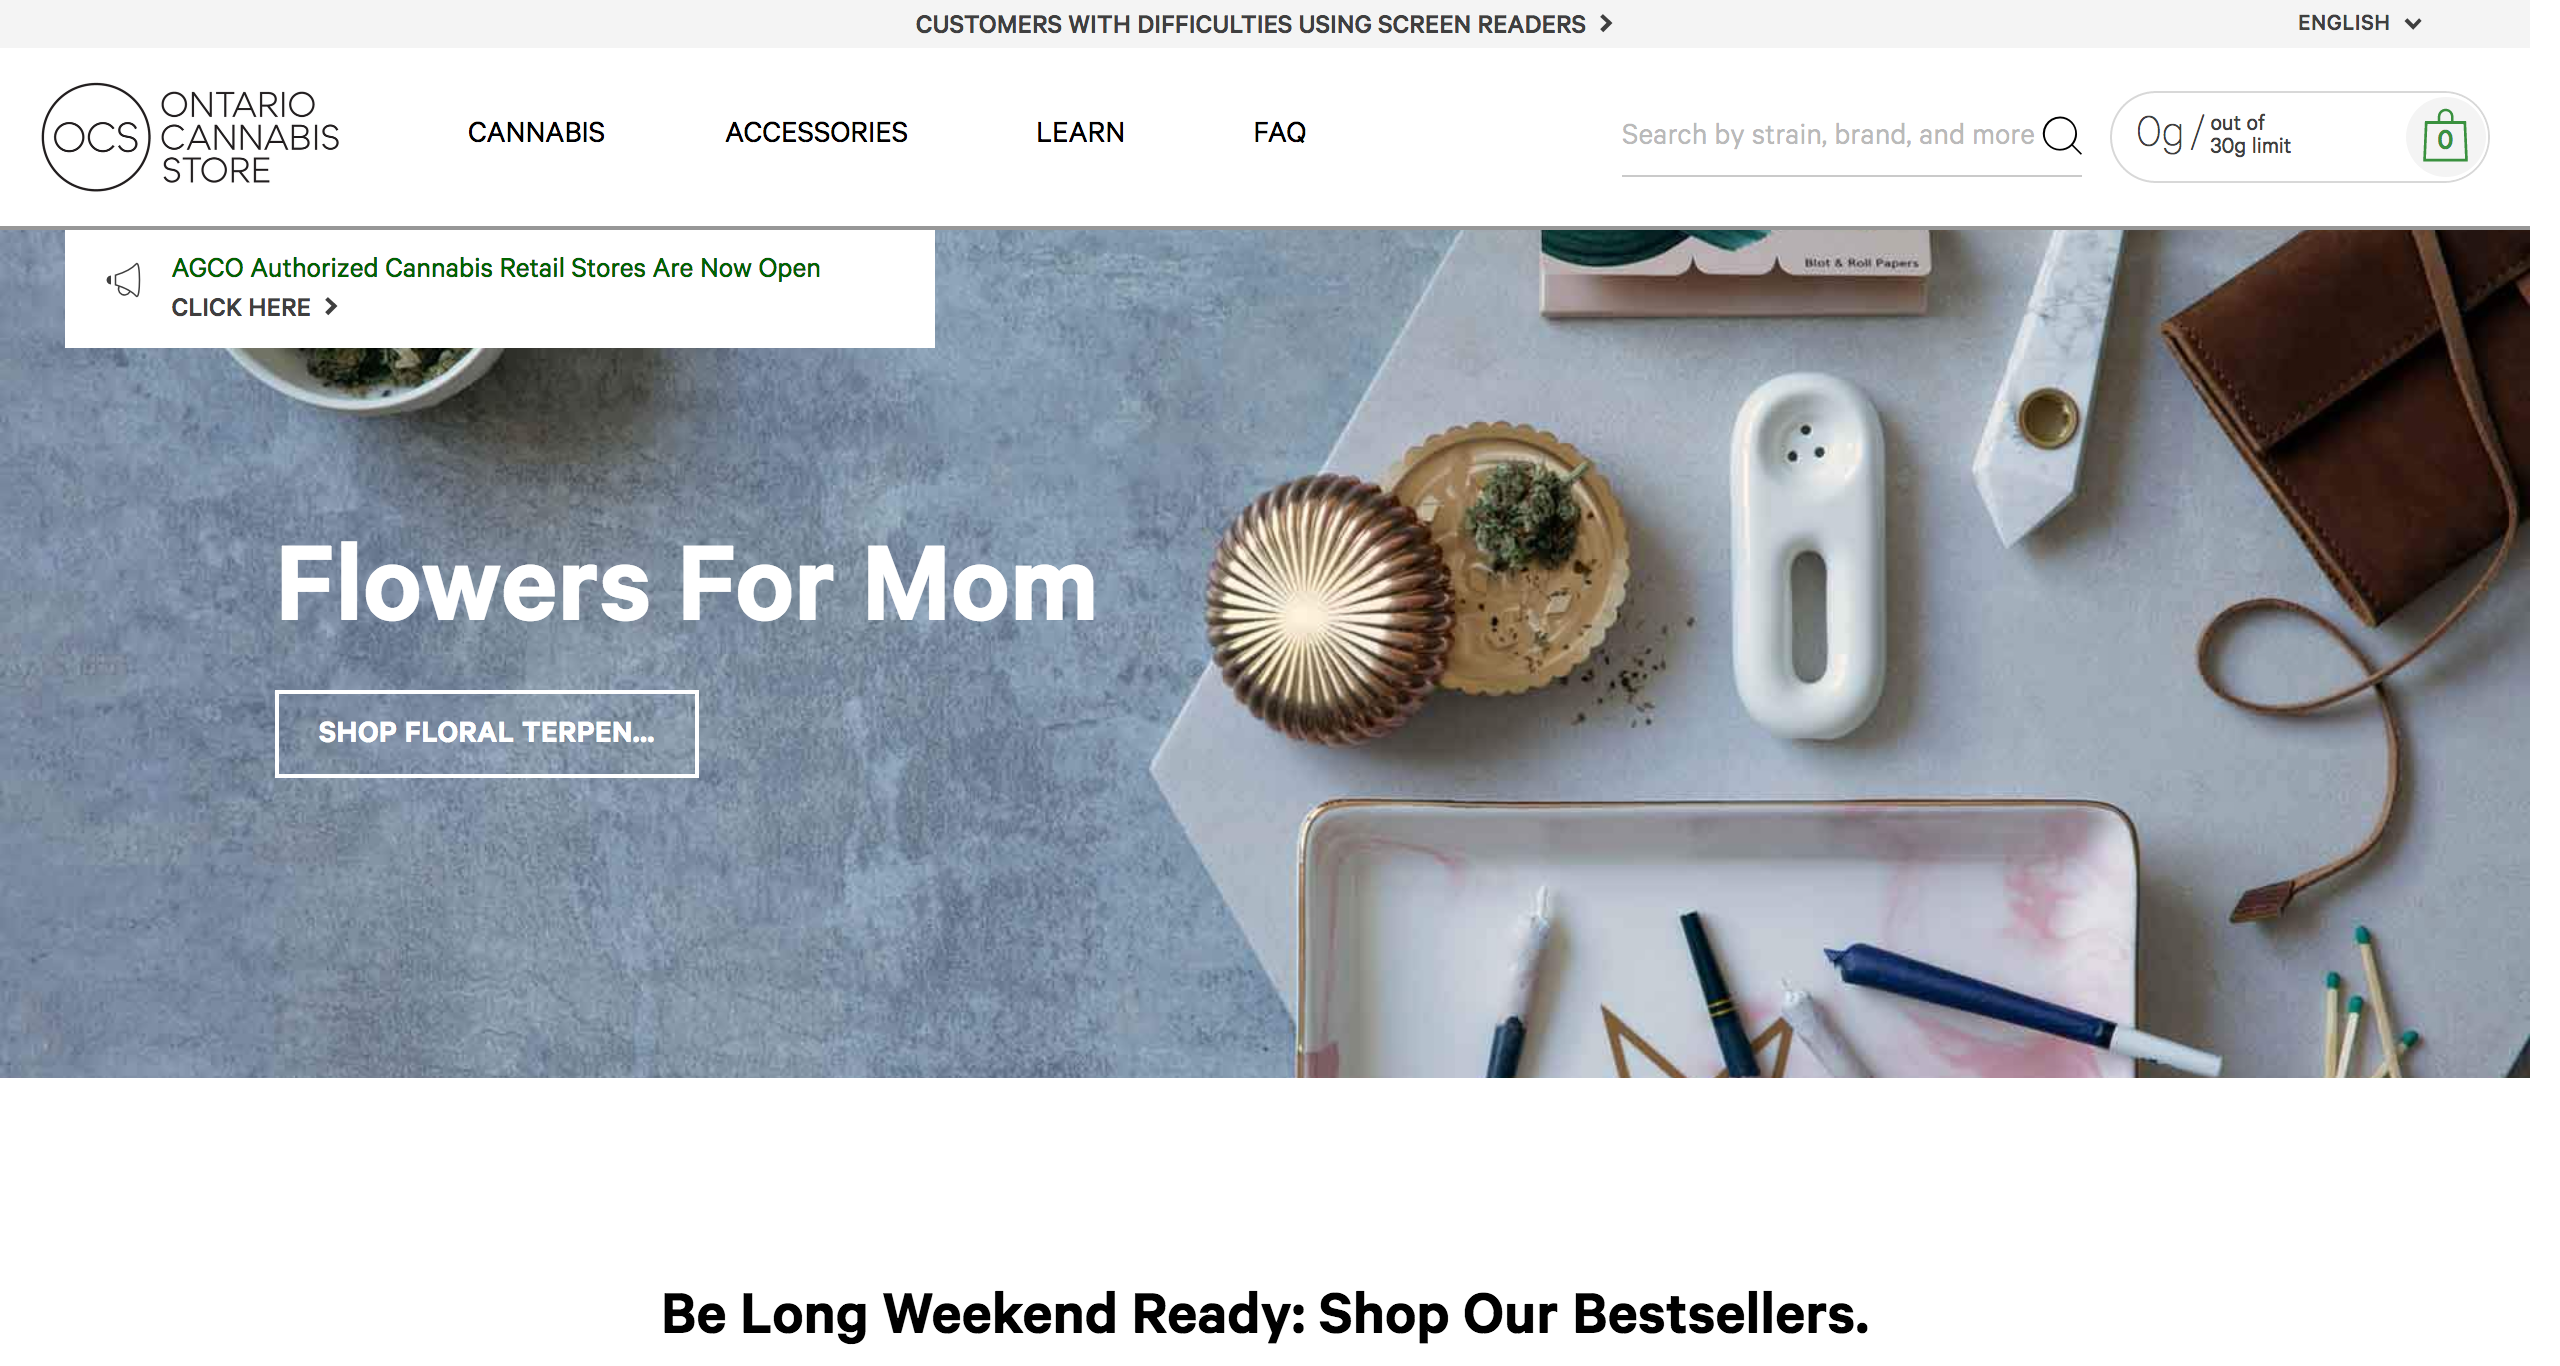 CUSTOMERS WITH DIFFICULTIES USING SCREEN READERS
ENGLISH
OCS
ONTARIO
CANNABIS
STORE
CANNABIS
ACCESSORIES
LEARN
FAQ
Search by strain, brand, and more
0g/
out of
30g limit
0
AGCO Authorized Cannabis Retail Stores Are Now Open
CLICK HERE
Blot & Roll Papers
Flowers For Mom
SHOP FLORAL TERPEN...
Be Long Weekend Ready: Shop Our Bestsellers.